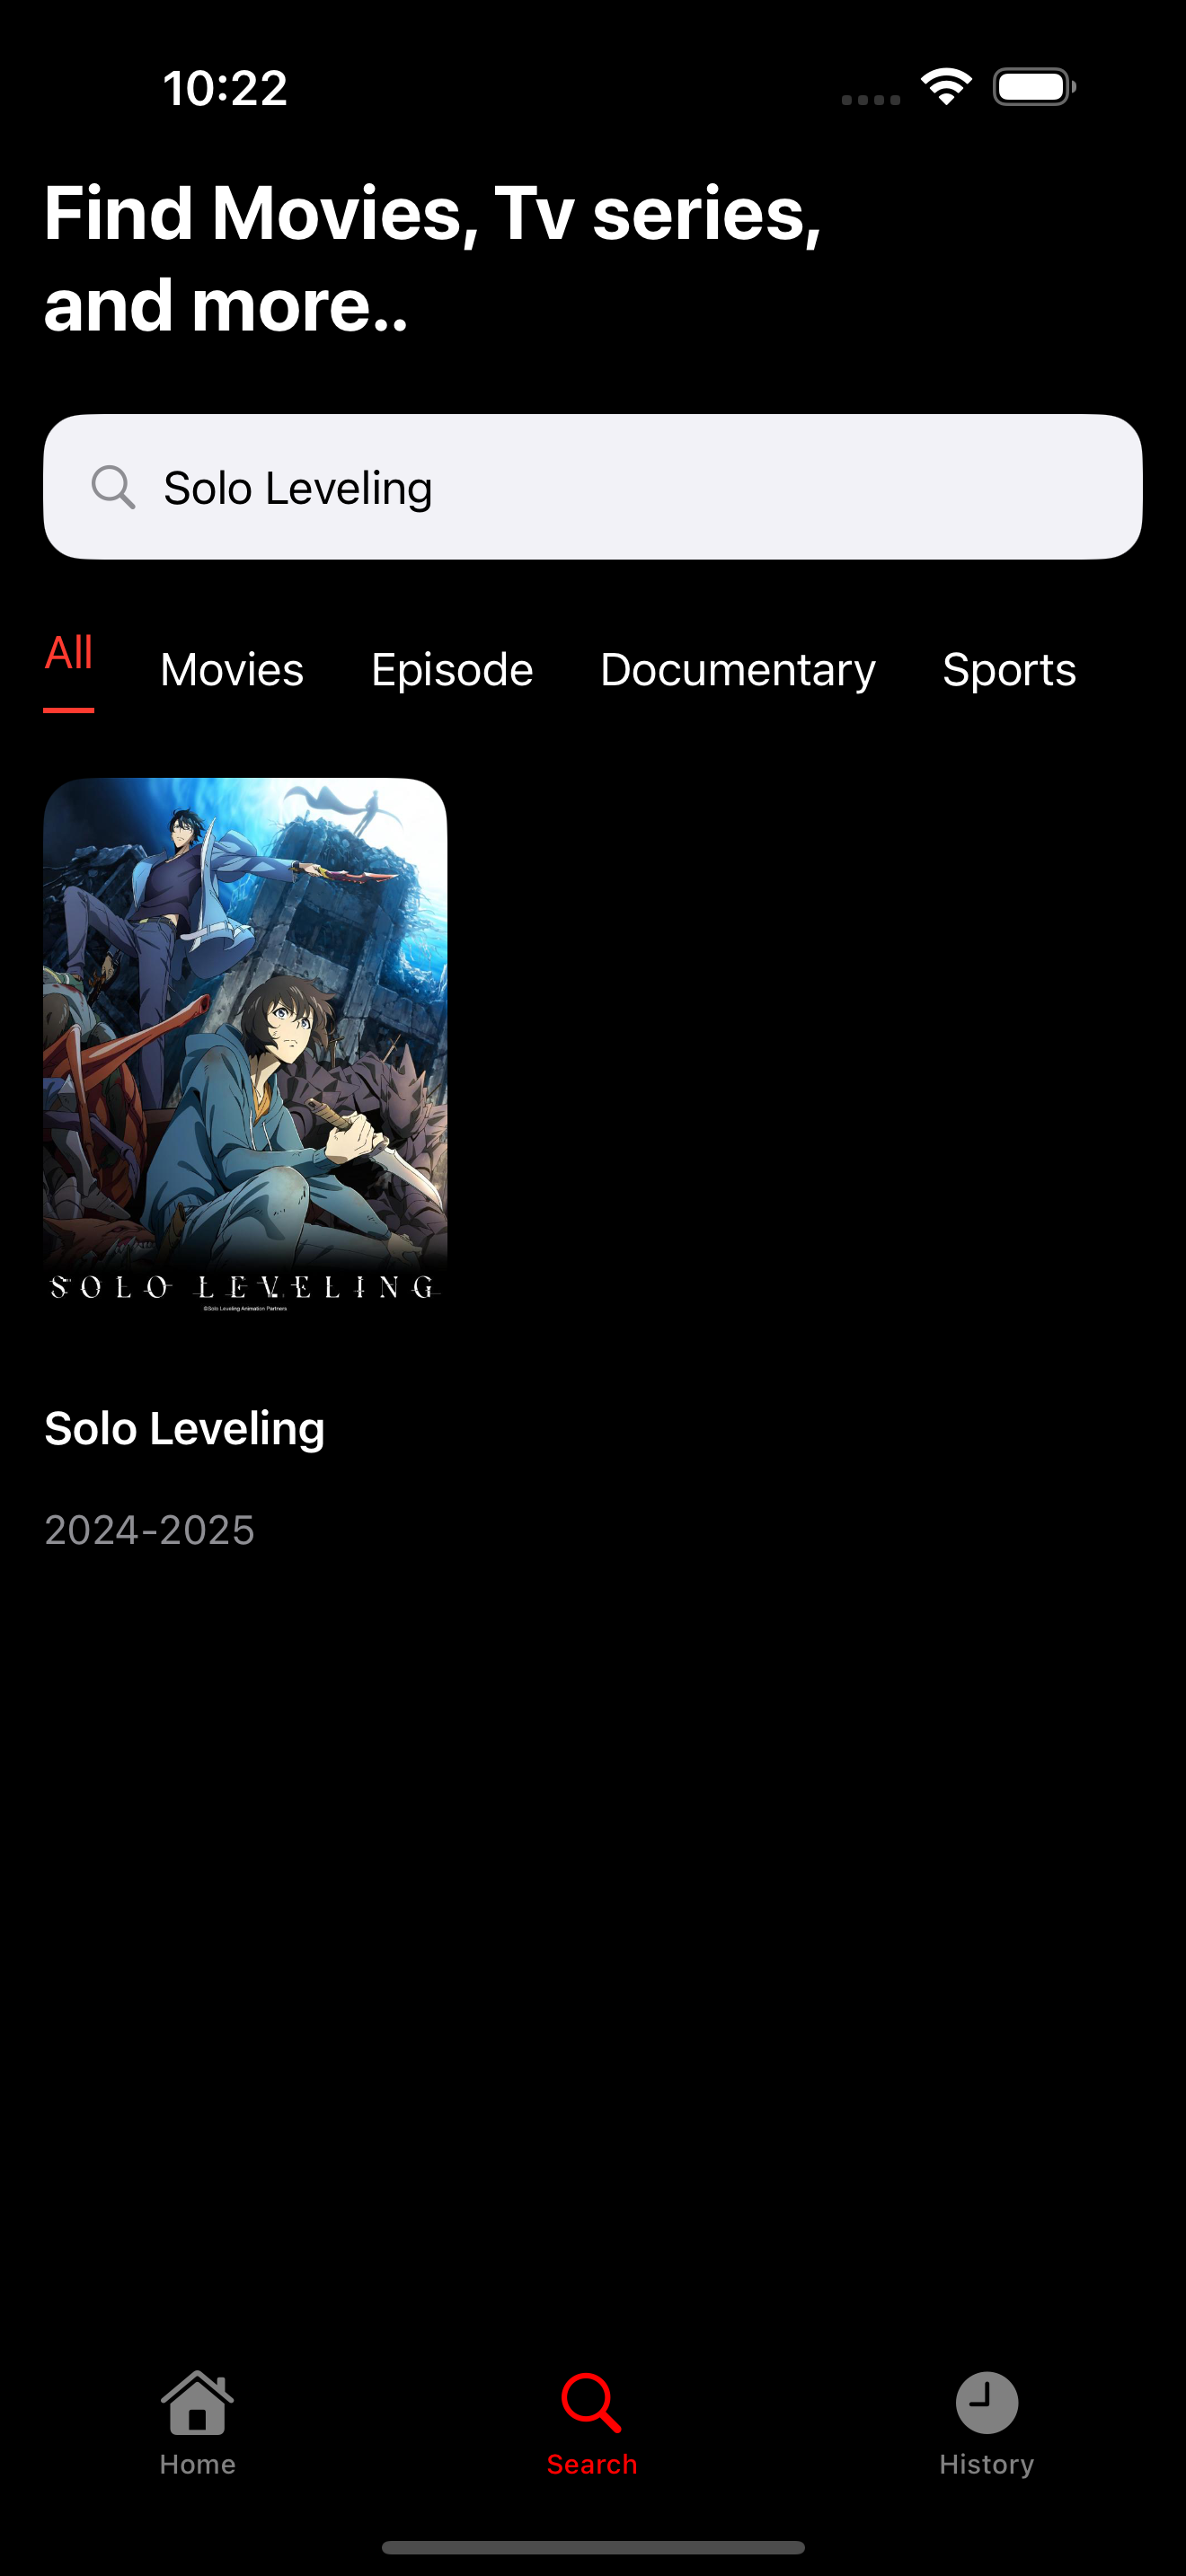 10:22
Find Movies, Tv series,
and more..
Solo Leveling
All Movies Episode Documentary Sports
SOLO LEVELING
©Solo Leveling Animation Partners
Solo Leveling
2024-2025
Home Search History